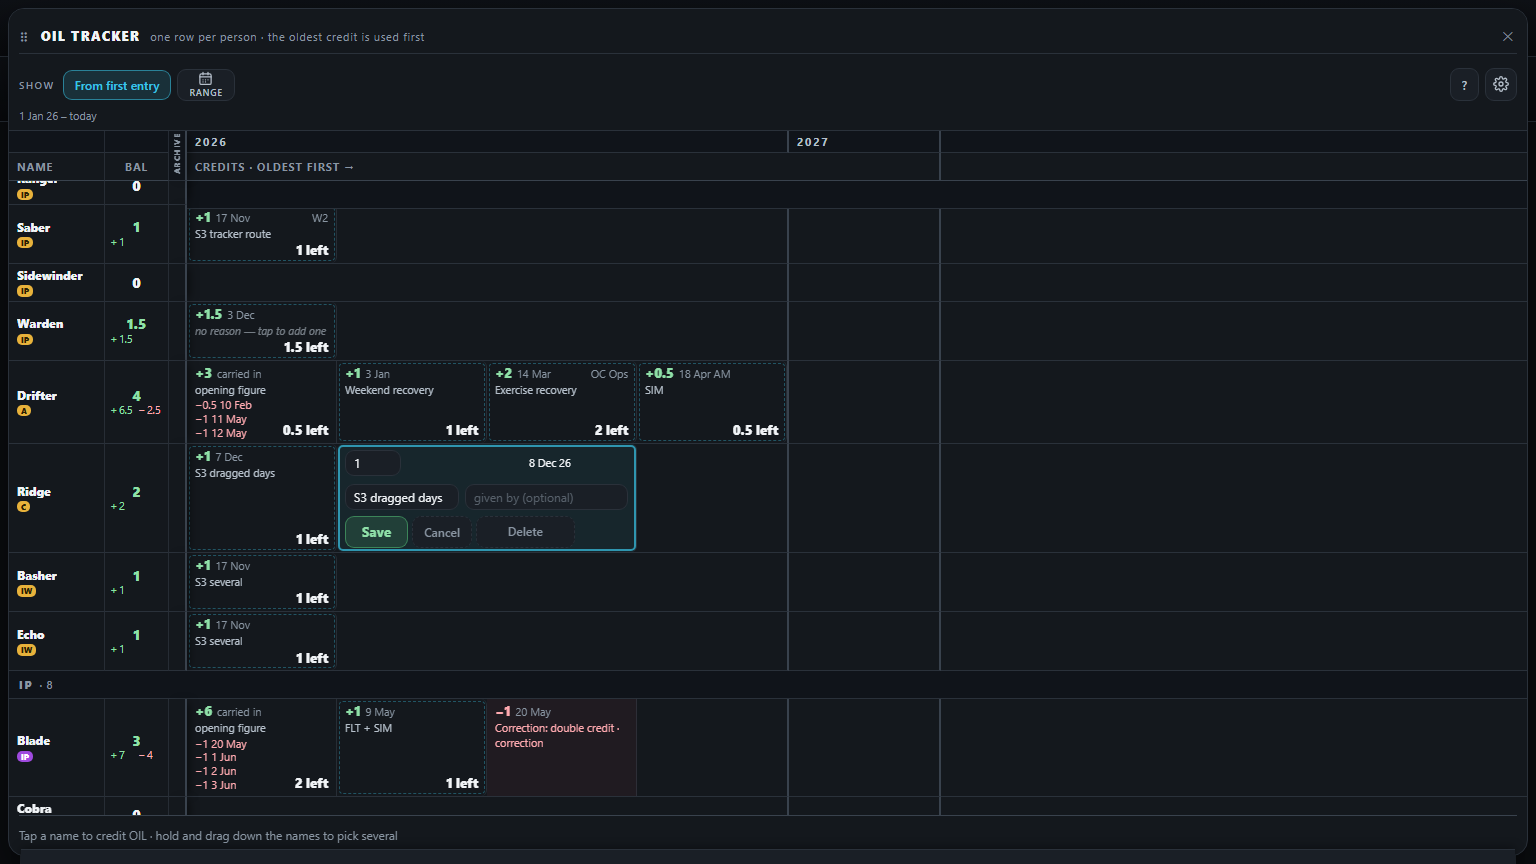 OIL TRACKER one row per person · the oldest credit is used first
SHOW From first entry RANGE ?
1 Jan 26 – today
ARCHIVE 2026 2027
NAME BAL CREDITS · OLDEST FIRST →
IP 0
Saber IP 1 +1
+1 17 Nov W2
S3 tracker route
1 left
Sidewinder IP 0
Warden IP 1.5 +1.5
+1.5 3 Dec
no reason — tap to add one
1.5 left
Drifter A 4 +6.5 −2.5
+3 carried in
opening figure
−0.5 10 Feb
−1 11 May
−1 12 May
0.5 left
+1 3 Jan
Weekend recovery
1 left
+2 14 Mar OC Ops
Exercise recovery
2 left
+0.5 18 Apr AM
SIM
0.5 left
Ridge C 2 +2
+1 7 Dec
S3 dragged days
1 left
1 8 Dec 26
S3 dragged days given by (optional)
Save Cancel Delete
Basher IW 1 +1
+1 17 Nov
S3 several
1 left
Echo IW 1 +1
+1 17 Nov
S3 several
1 left
IP · 8
Blade IP 3 +7 −4
+6 carried in
opening figure
−1 20 May
−1 1 Jun
−1 2 Jun
−1 3 Jun
2 left
+1 9 May
FLT + SIM
1 left
−1 20 May
Correction: double credit ·
correction
Cobra 0
Tap a name to credit OIL · hold and drag down the names to pick several